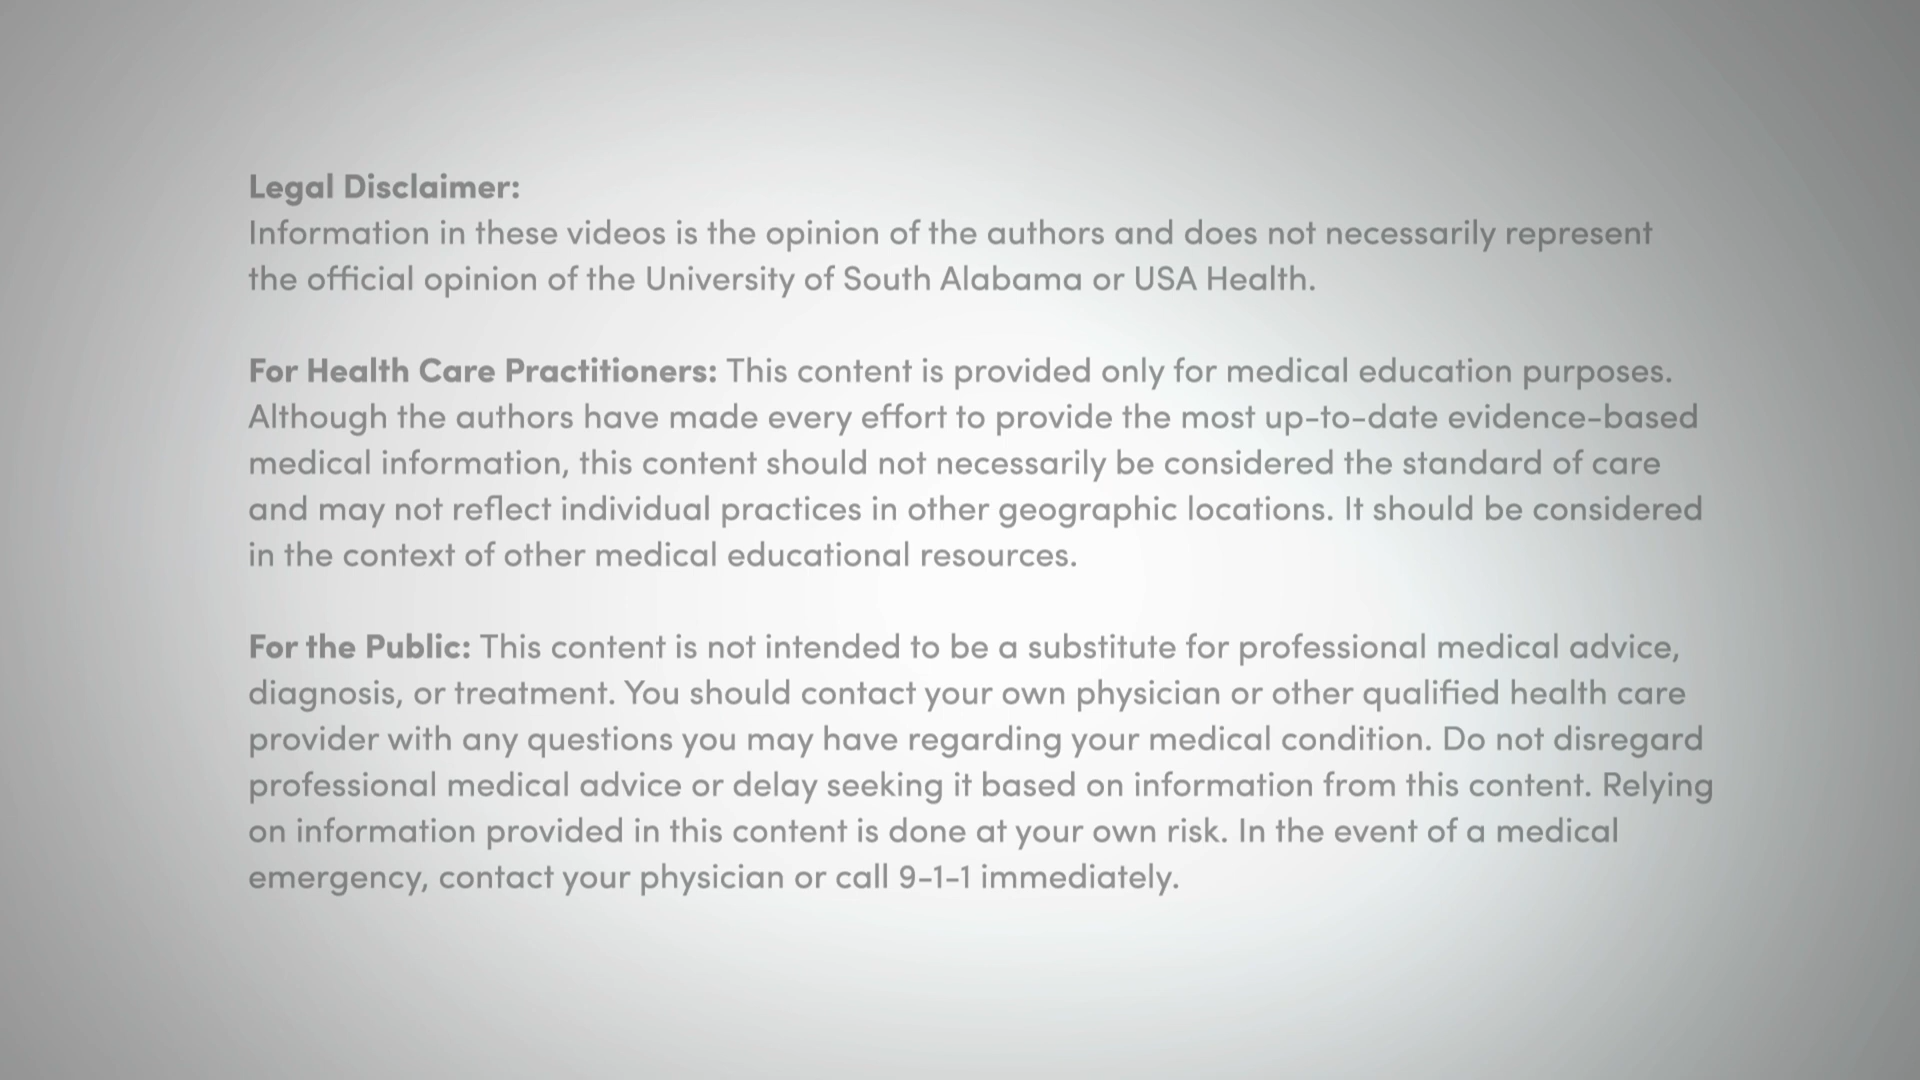 Legal Disclaimer:
Information in these videos is the opinion of the authors and does not necessarily represent
the official opinion of the University of South Alabama or USA Health.
For Health Care Practitioners: This content is provided only for medical education purposes.
Although the authors have made every effort to provide the most up-to-date evidence-based
medical information, this content should not necessarily be considered the standard of care
and may not reflect individual practices in other geographic locations. It should be considered
in the context of other medical educational resources.
For the Public: This content is not intended to be a substitute for professional medical advice,
diagnosis, or treatment. You should contact your own physician or other qualified health care
provider with any questions you may have regarding your medical condition. Do not disregard
professional medical advice or delay seeking it based on information from this content. Relying
on information provided in this content is done at your own risk. In the event of a medical
emergency, contact your physician or call 9-1-1 immediately.